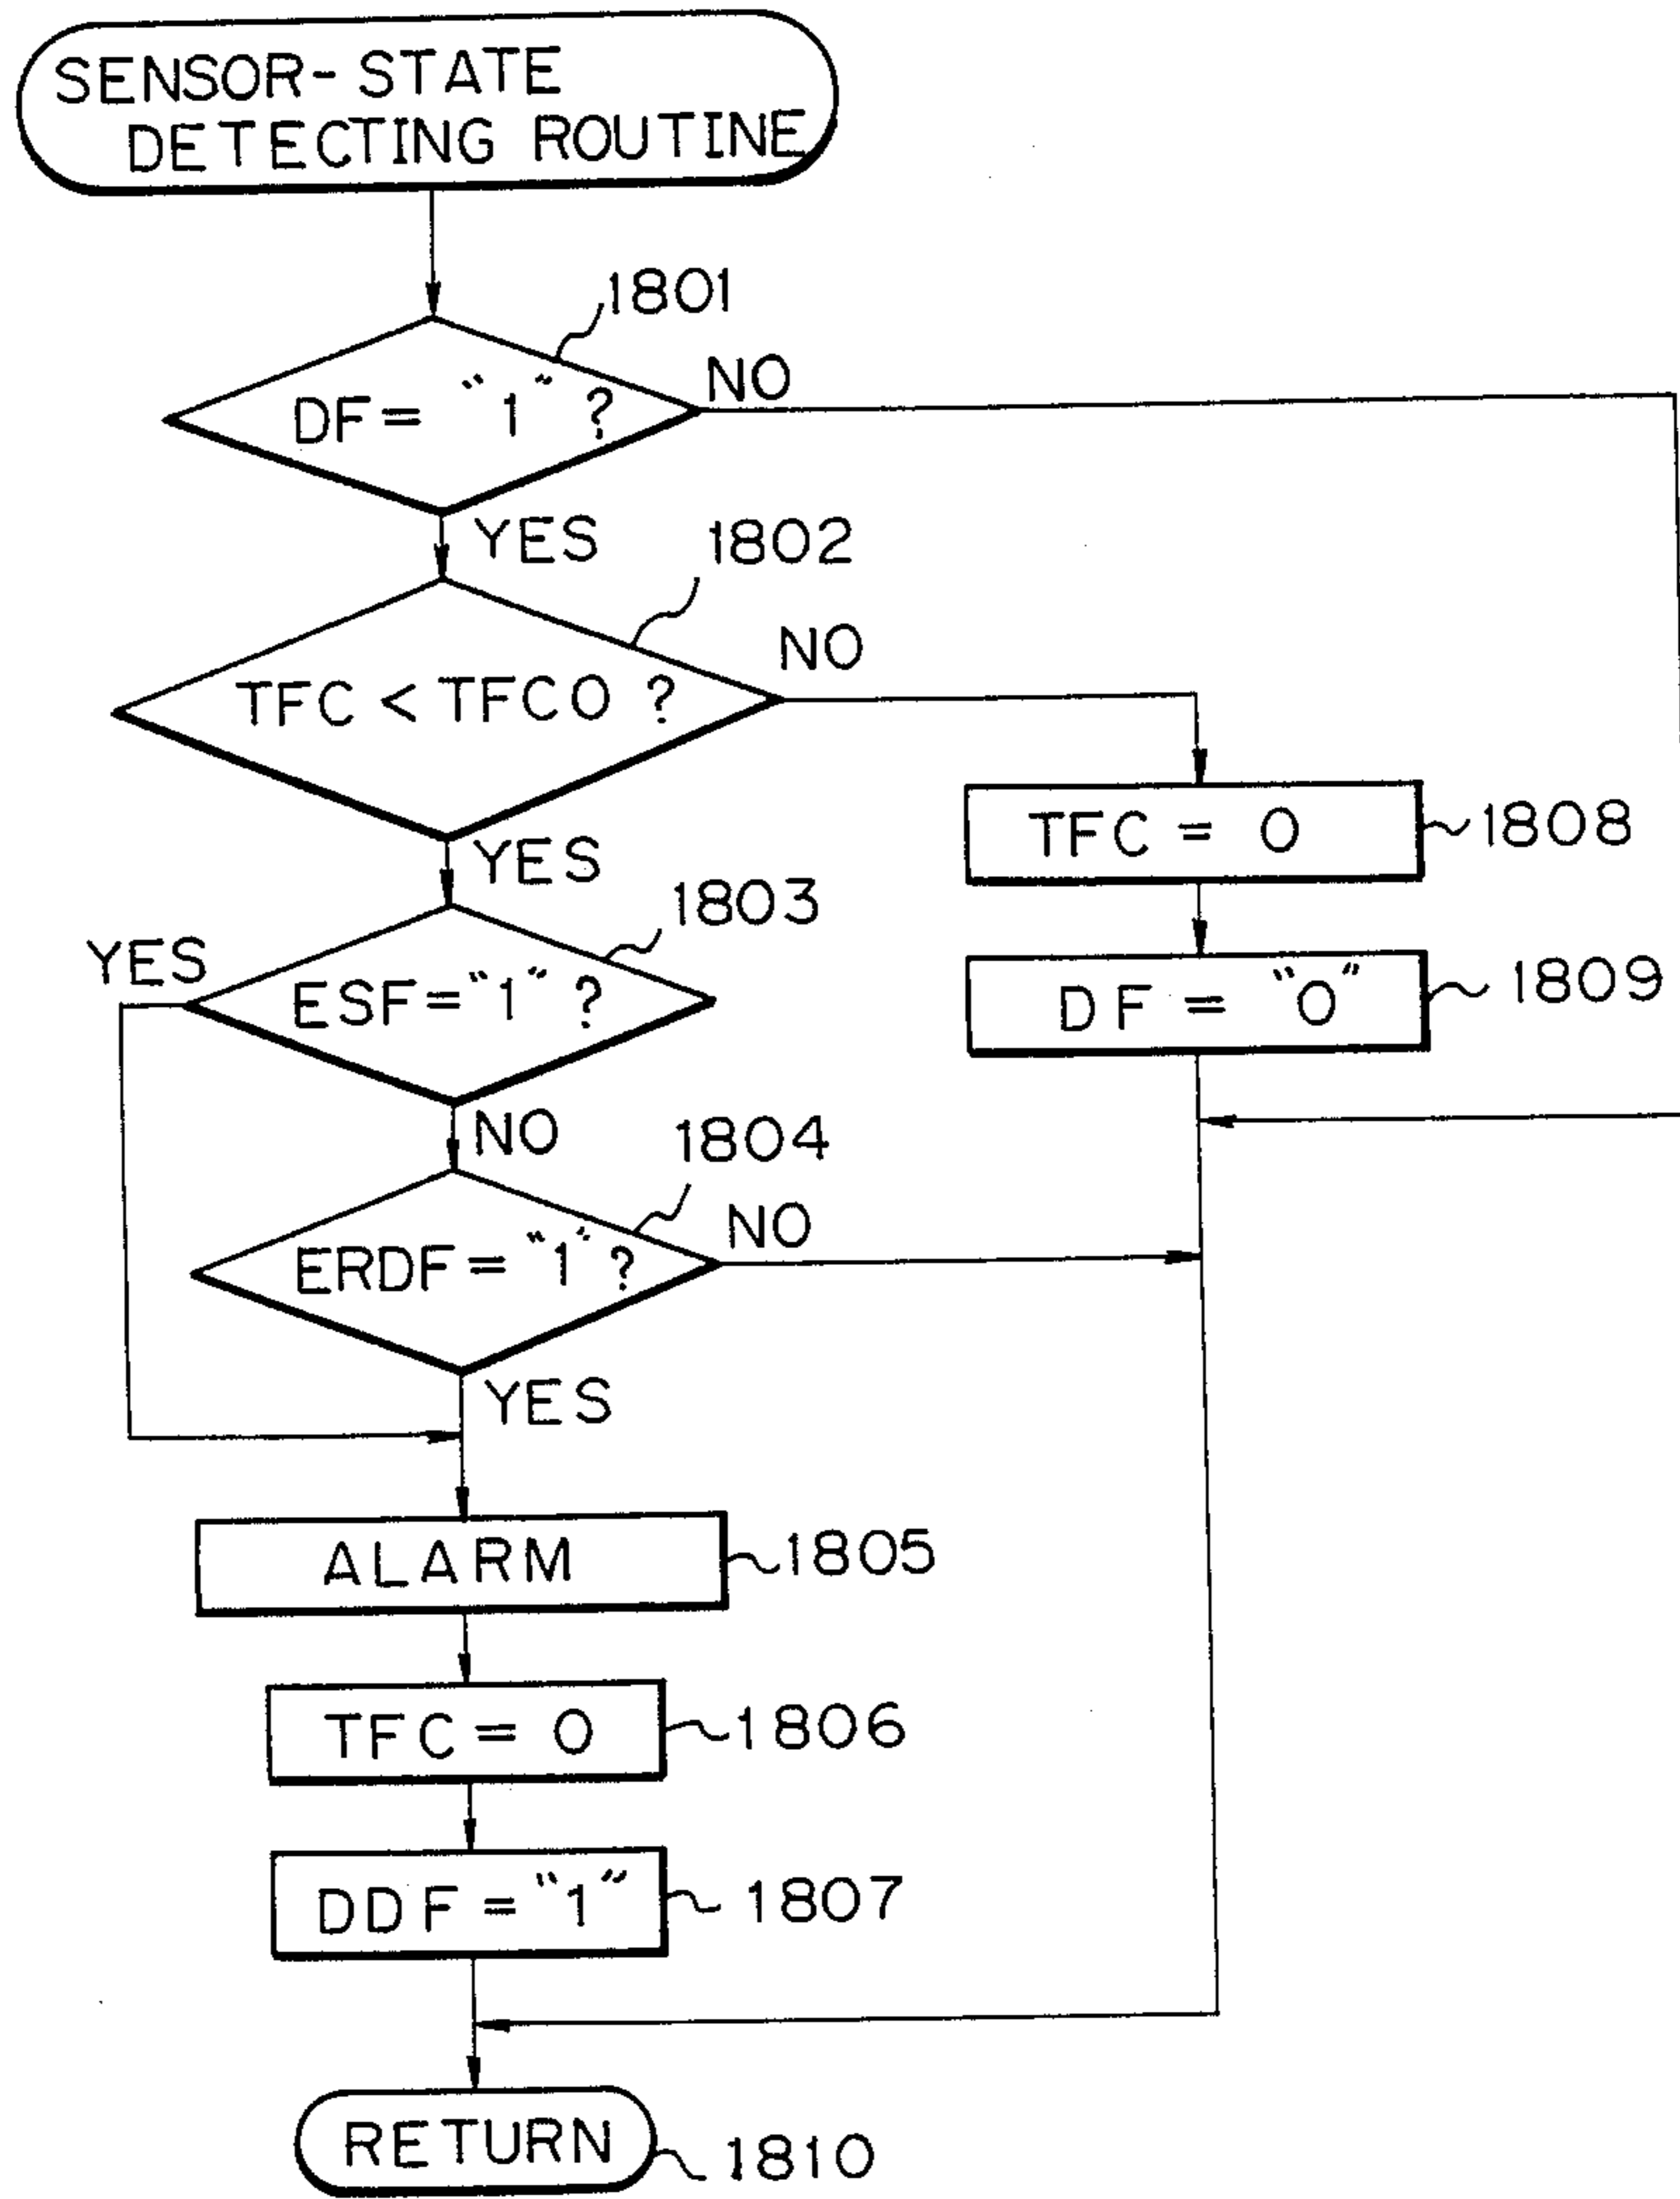 SENSOR-STATE
DETECTING ROUTINE
1801
DF = "1" ?
NO
YES
1802
TFC < TFCO ?
NO
YES
TFC = 0
1808
1803
YES
ESF = "1" ?
DF = "0"
1809
NO
1804
ERDF = "1" ?
NO
YES
ALARM
1805
TFC = 0
1806
DDF = "1"
1807
RETURN
1810